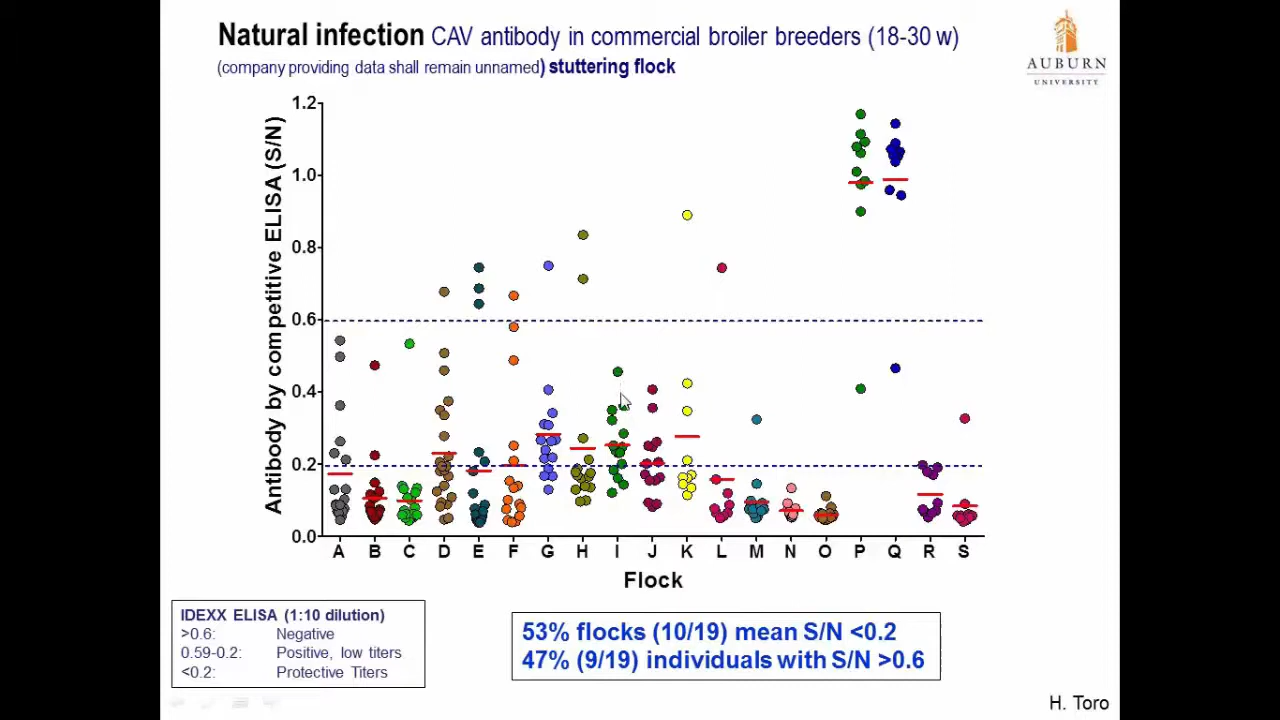 Natural infection CAV antibody in commercial broiler breeders (18-30 w)
(company providing data shall remain unnamed) stuttering flock
AUBURN
UNIVERSITY
Antibody by competitive ELISA (S/N)
1.2
1.0
0.8
0.6
0.4
0.2
0.0
A B C D E F G H I J K L M N O P Q R S
Flock
IDEXX ELISA (1:10 dilution)
>0.6: Negative
0.59-0.2: Positive, low titers
<0.2: Protective Titers
53% flocks (10/19) mean S/N <0.2
47% (9/19) individuals with S/N >0.6
H. Toro